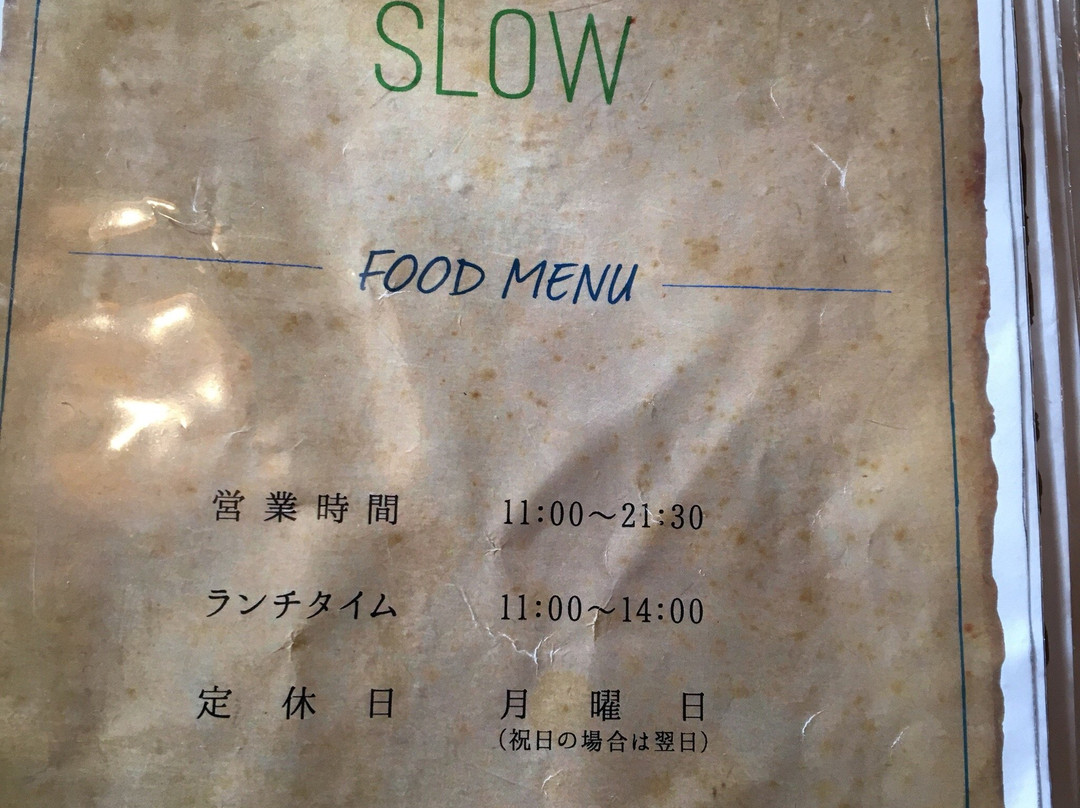 SLOW
FOOD MENU
営業時間 11:00～21:30
ランチタイム 11:00～14:00
定休日 月曜日
（祝日の場合は翌日）